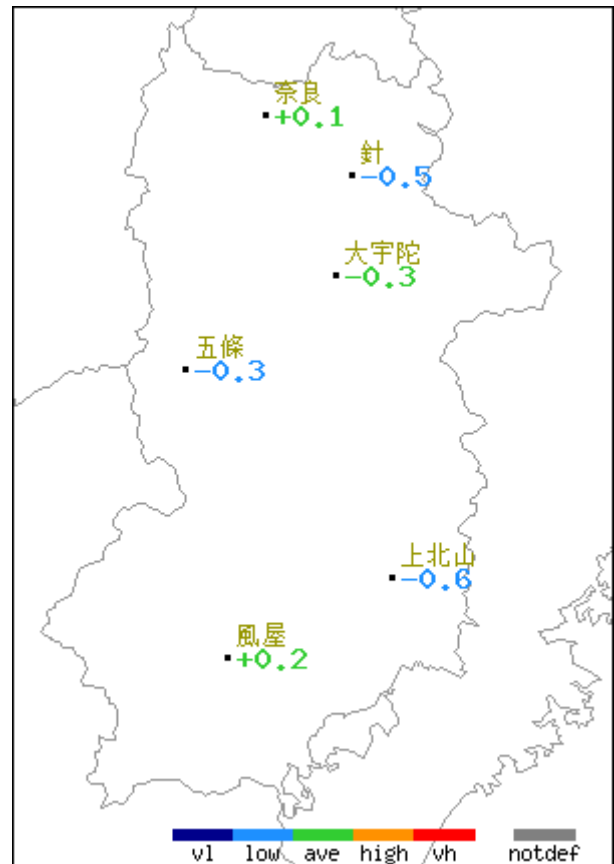 奈良
+0.1
針
-0.5
大宇陀
-0.3
五條
-0.3
上北山
-0.6
風屋
+0.2
vl low ave high vh notdef